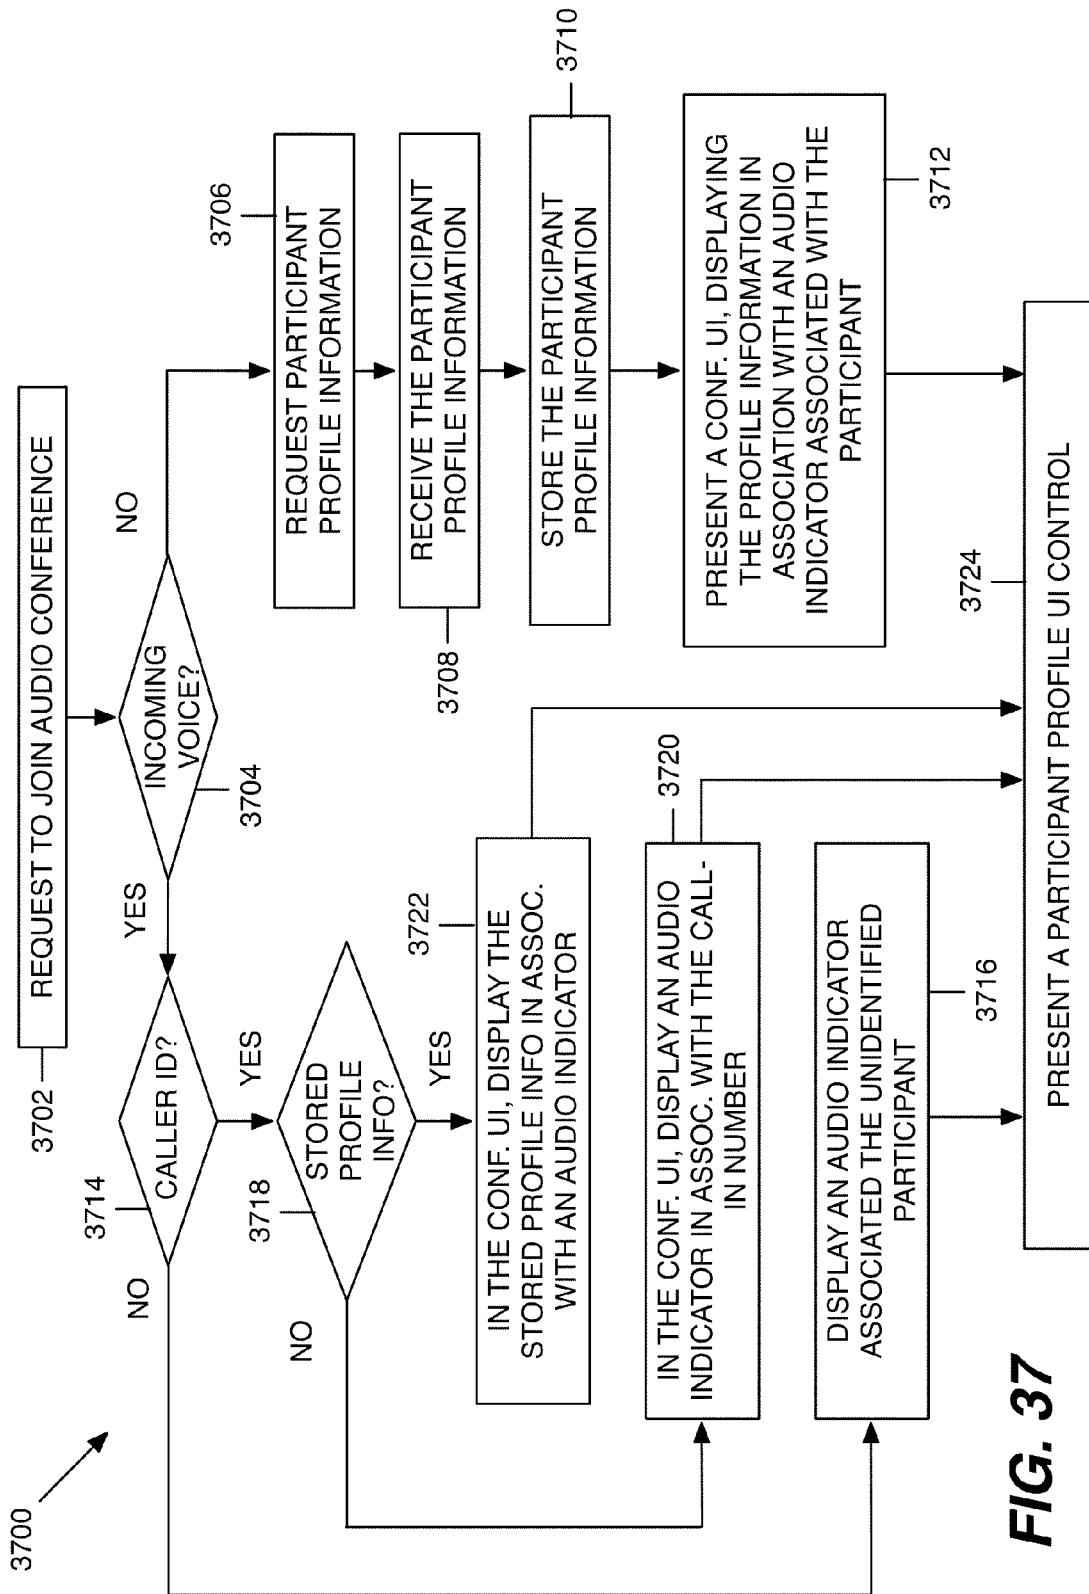 3700
3702
REQUEST TO JOIN AUDIO CONFERENCE
INCOMING
VOICE?
3704
YES
NO
3714
CALLER ID?
NO
YES
3718
STORED
PROFILE
INFO?
NO
YES
3722
IN THE CONF. UI, DISPLAY THE
STORED PROFILE INFO IN ASSOC.
WITH AN AUDIO INDICATOR
3720
IN THE CONF. UI, DISPLAY AN AUDIO
INDICATOR IN ASSOC. WITH THE CALL-
IN NUMBER
DISPLAY AN AUDIO INDICATOR
ASSOCIATED THE UNIDENTIFIED
PARTICIPANT
3716
3706
REQUEST PARTICIPANT
PROFILE INFORMATION
RECEIVE THE PARTICIPANT
PROFILE INFORMATION
3708
3710
STORE THE PARTICIPANT
PROFILE INFORMATION
PRESENT A CONF. UI, DISPLAYING
THE PROFILE INFORMATION IN
ASSOCIATION WITH AN AUDIO
INDICATOR ASSOCIATED WITH THE
PARTICIPANT
3712
3724
PRESENT A PARTICIPANT PROFILE UI CONTROL
FIG. 37